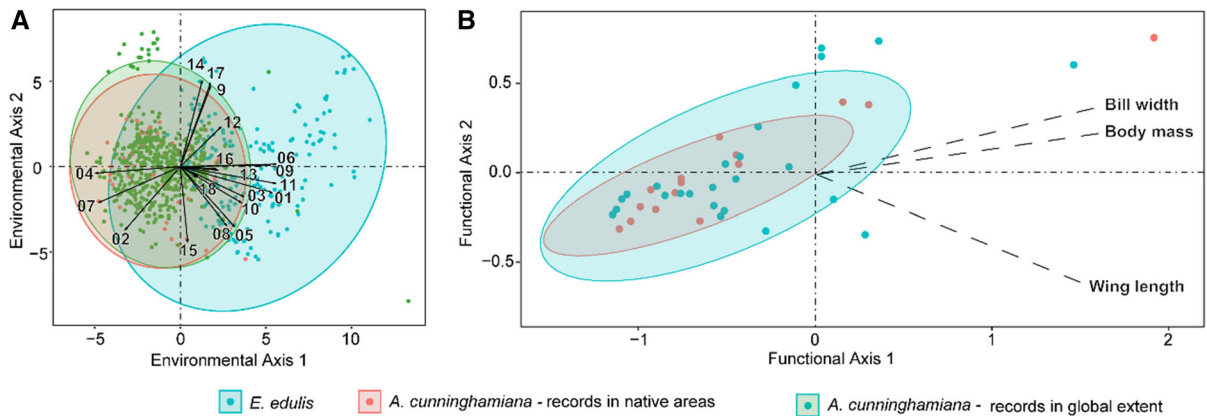 A
Environmental Axis 2
5
0
−5
14
17
9
12
16
06
09
04
13
11
18
03
01
07
10
02
08
05
15
−5
0
5
10
Environmental Axis 1
B
Functional Axis 2
0.5
0.0
−0.5
Bill width
Body mass
Wing length
−1
0
1
2
Functional Axis 1
E. edulis
A. cunninghamiana - records in native areas
A. cunninghamiana - records in global extent